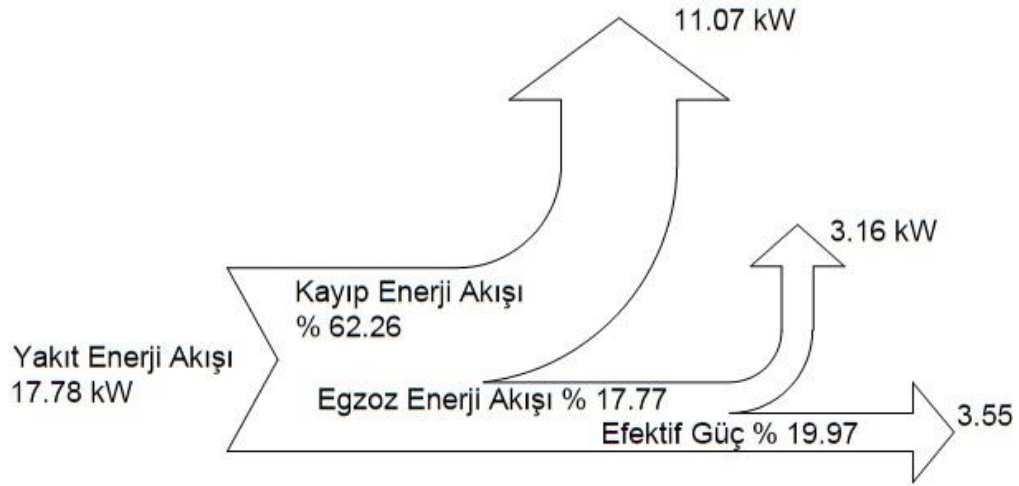 11.07 kW
3.16 kW
Kayıp Enerji Akışı
% 62.26
Yakıt Enerji Akışı
17.78 kW
Egzoz Enerji Akışı % 17.77
3.55
Efektif Güç % 19.97